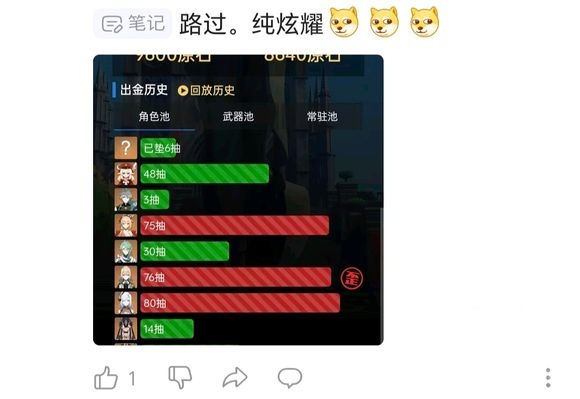 笔记 路过。纯炫耀
9600原石 8640原石
出金历史 回放历史
角色池 武器池 常驻池
? 已垫6抽
48抽
3抽
75抽
30抽
76抽 歪
80抽
14抽
1